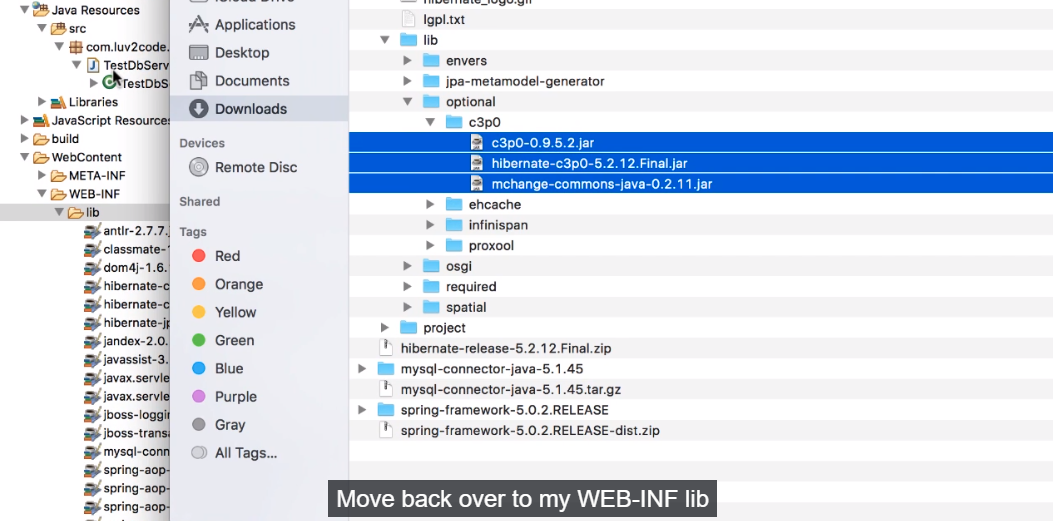 Java Resources
src
com.luv2code.
TestDbServ
TestDbS
Libraries
JavaScript Resources
build
WebContent
META-INF
WEB-INF
lib
antlr-2.7.7.j
classmate-1
dom4j-1.6.
hibernate-c
hibernate-c
hibernate-jp
jandex-2.0.
javassist-3.
javax.servle
javax.servle
jboss-loggi
jboss-transa
mysql-conn
spring-aop-
spring-aop-
spring-aop-
iCloud Drive
Applications
Desktop
Documents
Downloads
Devices
Remote Disc
Shared
Tags
Red
Orange
Yellow
Green
Blue
Purple
Gray
All Tags...
hibernate_logo.gif
lgpl.txt
lib
envers
jpa-metamodel-generator
optional
c3p0
c3p0-0.9.5.2.jar
hibernate-c3p0-5.2.12.Final.jar
mchange-commons-java-0.2.11.jar
ehcache
infinispan
proxool
osgi
required
spatial
project
hibernate-release-5.2.12.Final.zip
mysql-connector-java-5.1.45
mysql-connector-java-5.1.45.tar.gz
spring-framework-5.0.2.RELEASE
spring-framework-5.0.2.RELEASE-dist.zip
Move back over to my WEB-INF lib